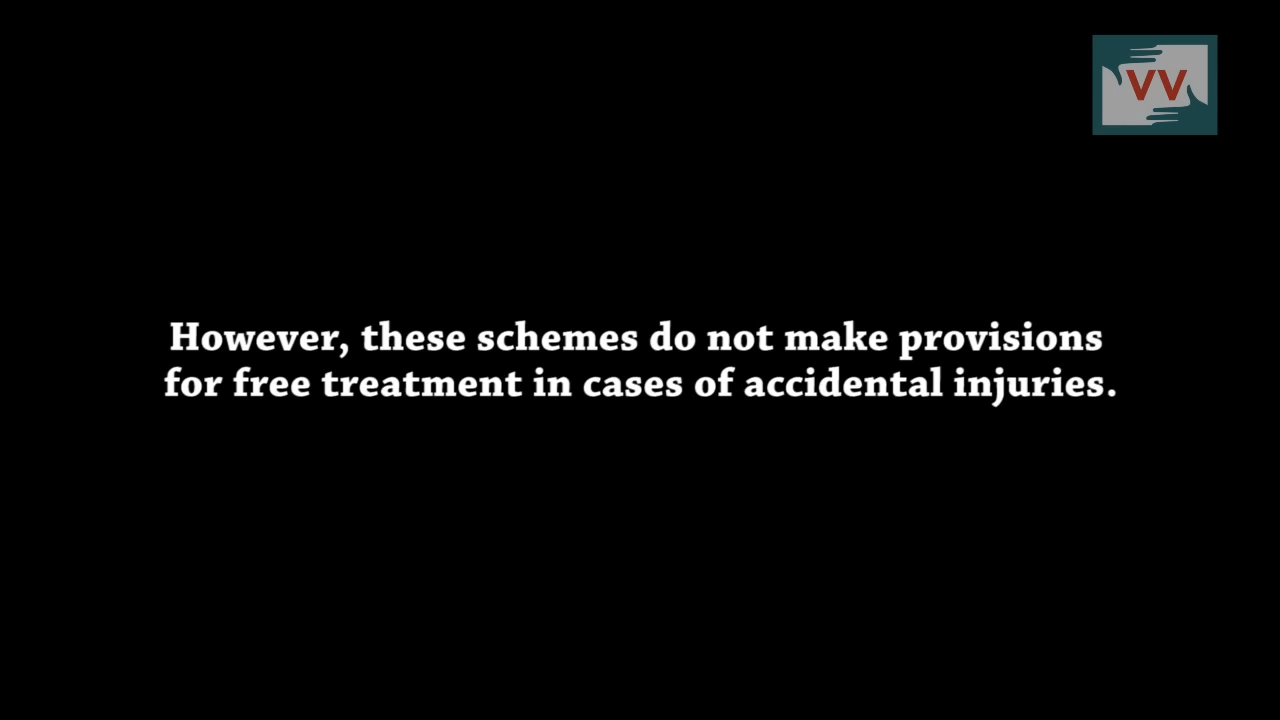 VV
However, these schemes do not make provisions
for free treatment in cases of accidental injuries.